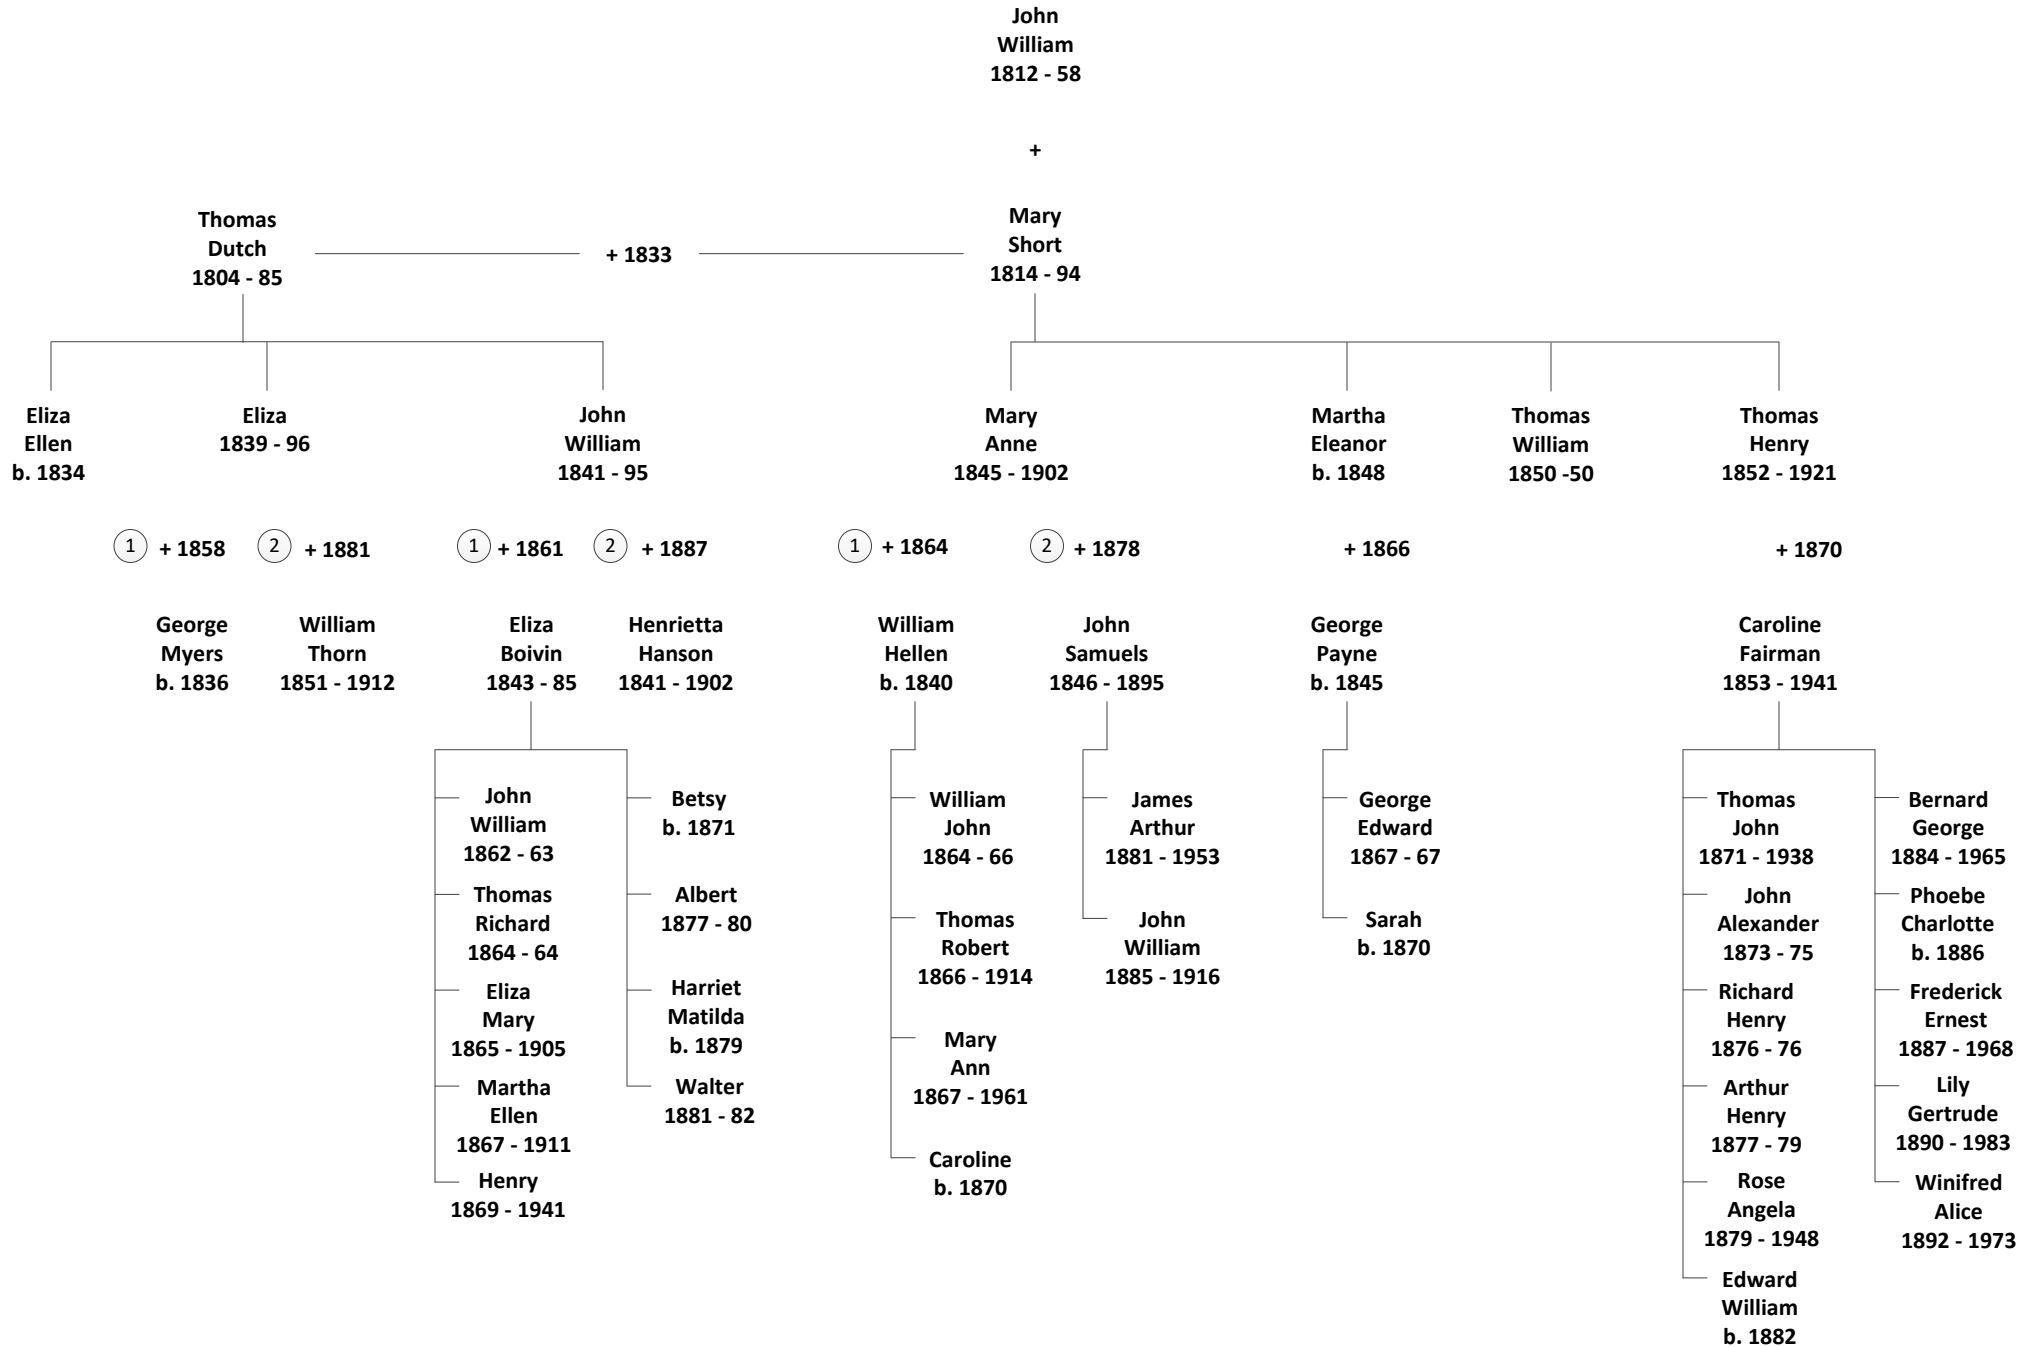 John
William
1812 - 58
+
Thomas
Dutch
1804 - 85
+ 1833
Mary
Short
1814 - 94
Eliza
Ellen
b. 1834
Eliza
1839 - 96
John
William
1841 - 95
Mary
Anne
1845 - 1902
Martha
Eleanor
b. 1848
Thomas
William
1850 -50
Thomas
Henry
1852 - 1921
1 + 1858
2 + 1881
1 + 1861
2 + 1887
1 + 1864
2 + 1878
+ 1866
+ 1870
George
Myers
b. 1836
William
Thorn
1851 - 1912
Eliza
Boivin
1843 - 85
Henrietta
Hanson
1841 - 1902
William
Hellen
b. 1840
John
Samuels
1846 - 1895
George
Payne
b. 1845
Caroline
Fairman
1853 - 1941
John
William
1862 - 63
Thomas
Richard
1864 - 64
Eliza
Mary
1865 - 1905
Martha
Ellen
1867 - 1911
Henry
1869 - 1941
Betsy
b. 1871
Albert
1877 - 80
Harriet
Matilda
b. 1879
Walter
1881 - 82
William
John
1864 - 66
Thomas
Robert
1866 - 1914
Mary
Ann
1867 - 1961
Caroline
b. 1870
James
Arthur
1881 - 1953
John
William
1885 - 1916
George
Edward
1867 - 67
Sarah
b. 1870
Thomas
John
1871 - 1938
John
Alexander
1873 - 75
Richard
Henry
1876 - 76
Arthur
Henry
1877 - 79
Rose
Angela
1879 - 1948
Edward
William
b. 1882
Bernard
George
1884 - 1965
Phoebe
Charlotte
b. 1886
Frederick
Ernest
1887 - 1968
Lily
Gertrude
1890 - 1983
Winifred
Alice
1892 - 1973